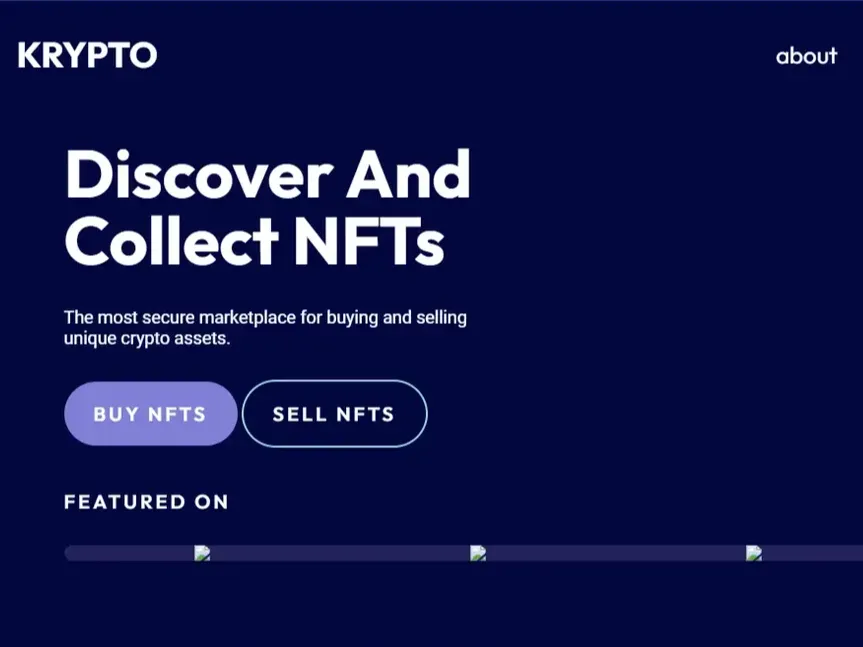 KRYPTO
about
Discover And
Collect NFTs
The most secure marketplace for buying and selling
unique crypto assets.
BUY NFTS
SELL NFTS
FEATURED ON